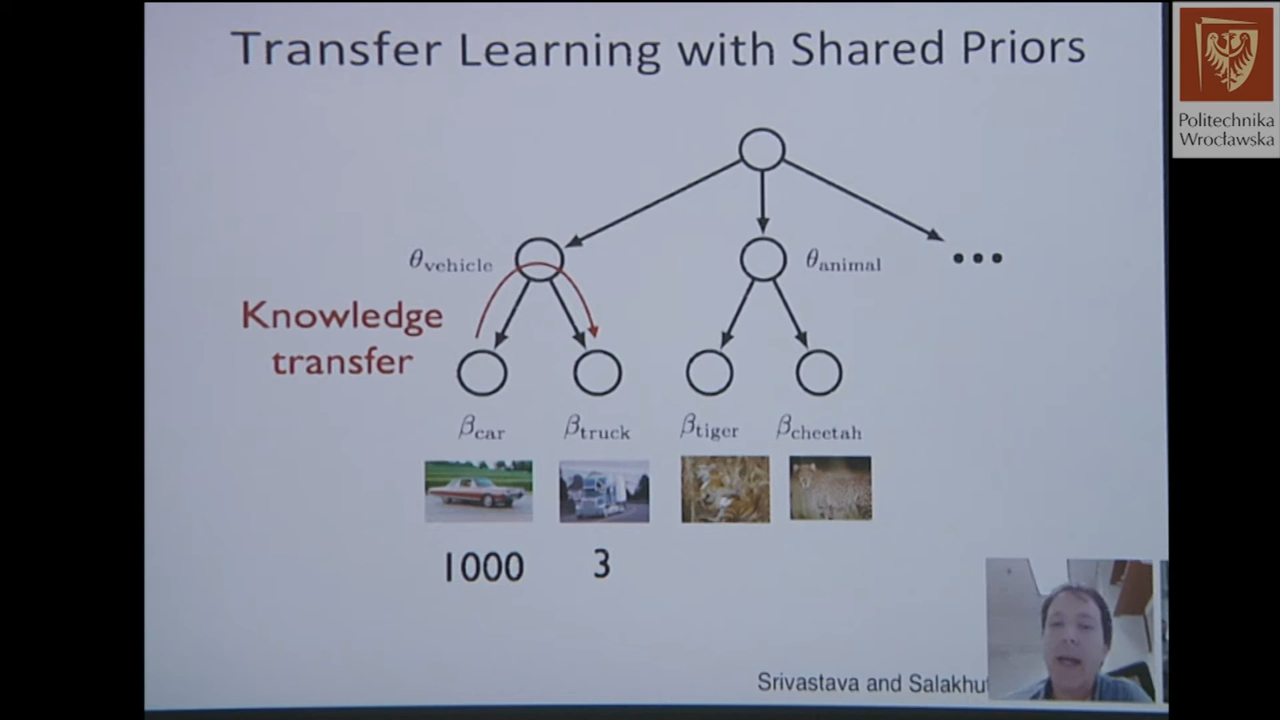 Transfer Learning with Shared Priors
Politechnika
Wrocławska
θvehicle
θanimal
Knowledge
transfer
βcar
βtruck
βtiger
βcheetah
1000
3
Srivastava and